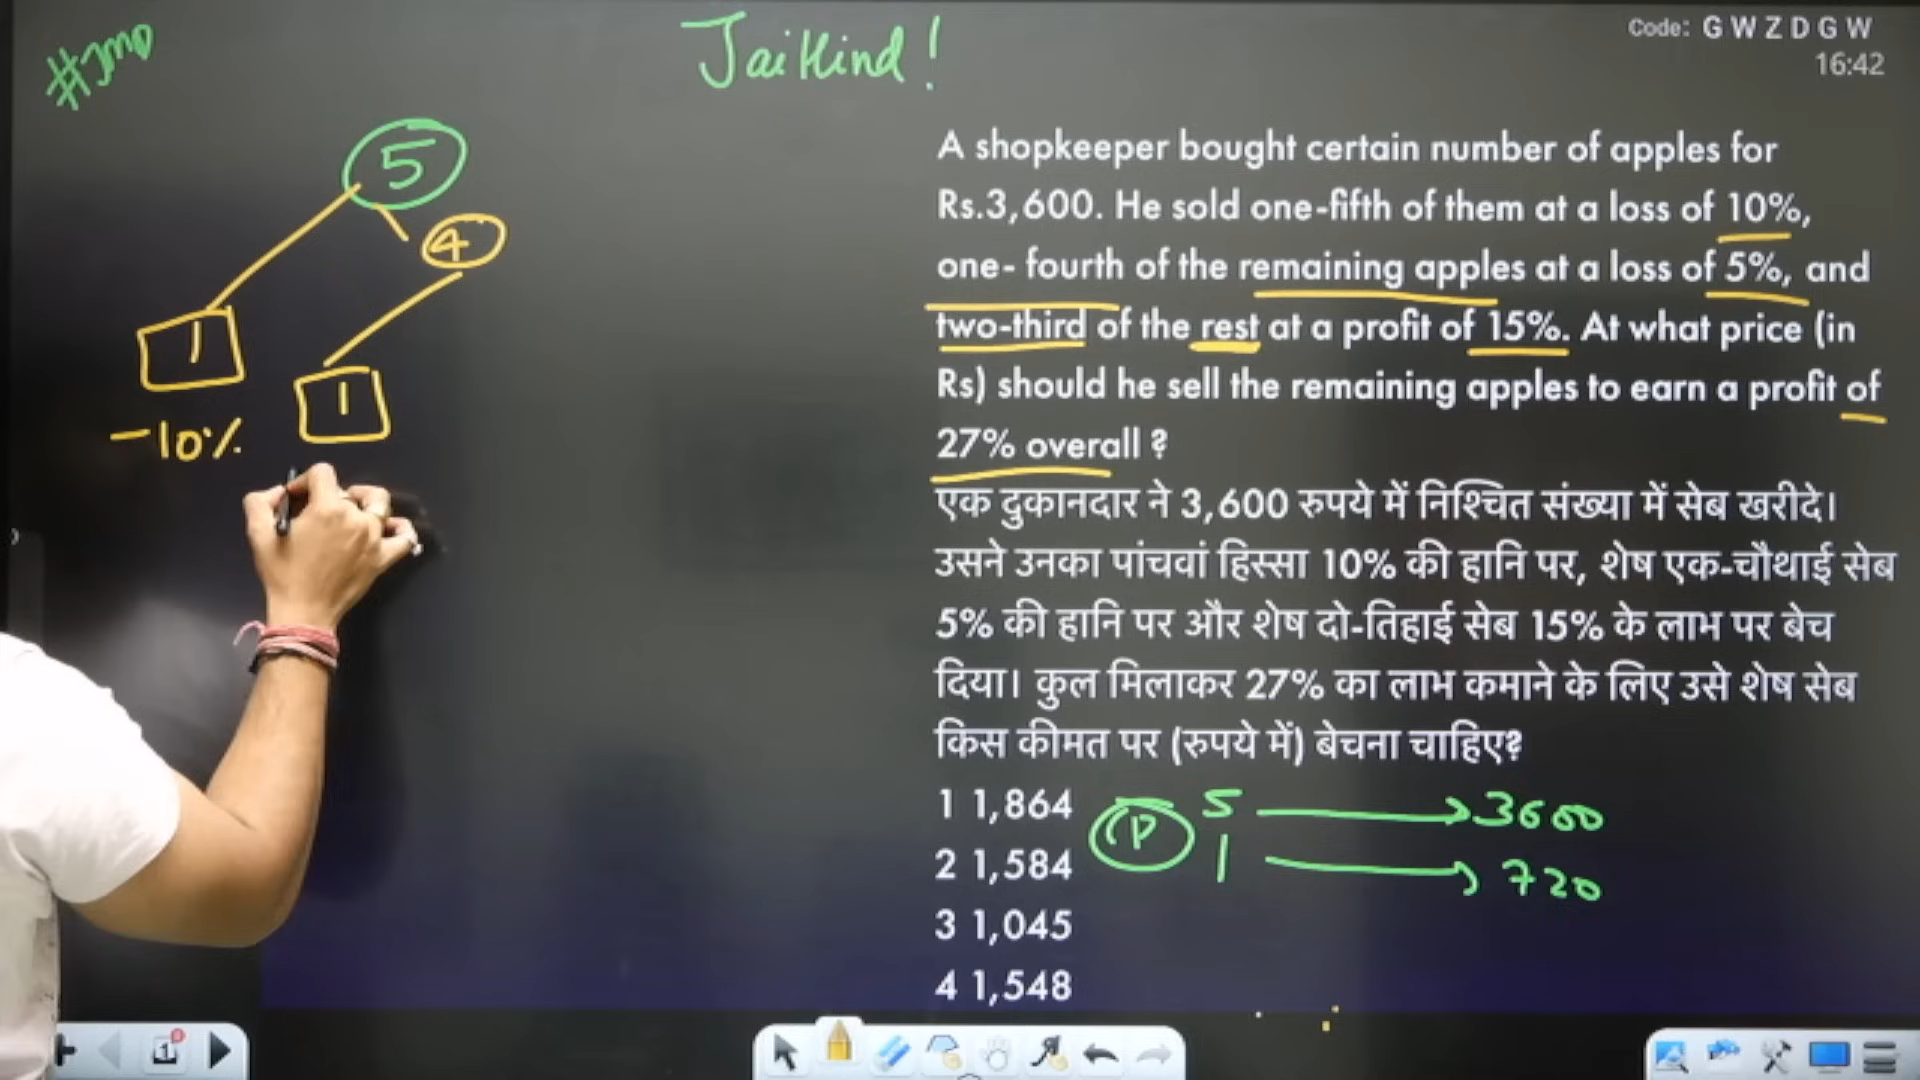 #JMD
Jai Hind !
Code: G W Z D G W
16:42
5
4
1
1
-10%
A shopkeeper bought certain number of apples for
Rs.3,600. He sold one-fifth of them at a loss of 10%,
one- fourth of the remaining apples at a loss of 5%, and
two-third of the rest at a profit of 15%. At what price (in
Rs) should he sell the remaining apples to earn a profit of
27% overall ?
एक दुकानदार ने 3,600 रुपये में निश्चित संख्या में सेब खरीदे।
उसने उनका पांचवां हिस्सा 10% की हानि पर, शेष एक-चौथाई सेब
5% की हानि पर और शेष दो-तिहाई सेब 15% के लाभ पर बेच
दिया। कुल मिलाकर 27% का लाभ कमाने के लिए उसे शेष सेब
किस कीमत पर (रुपये में) बेचना चाहिए?
1 1,864
2 1,584
3 1,045
4 1,548
P 5 → 3600
1 → 720
1